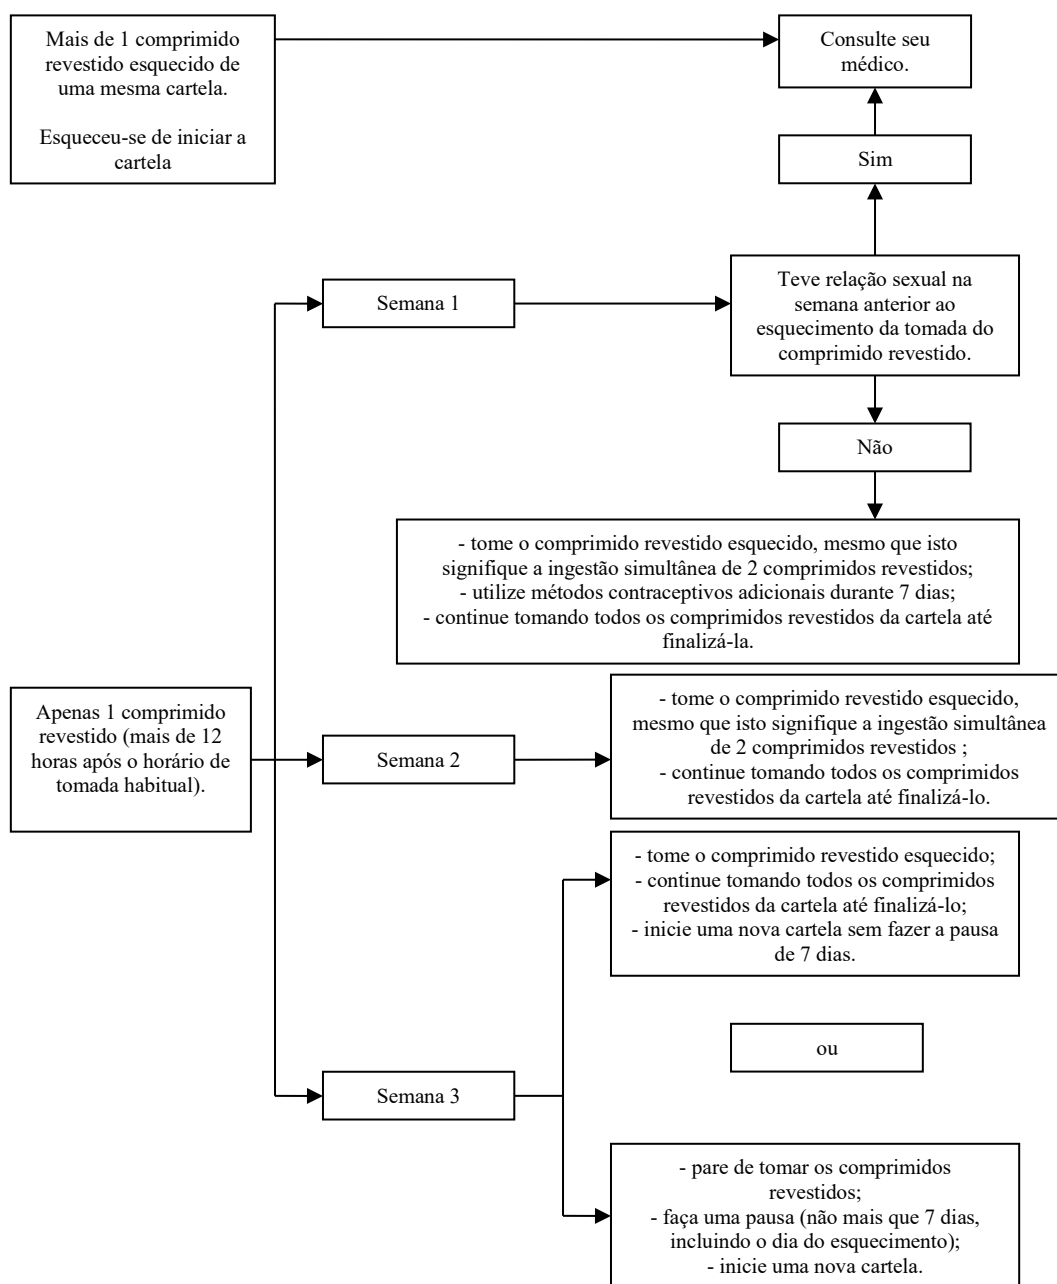 Mais de 1 comprimido
revestido esquecido de
uma mesma cartela.
Esqueceu-se de iniciar a
cartela
Consulte seu
médico.
Sim
Teve relação sexual na
semana anterior ao
esquecimento da tomada do
comprimido revestido.
Semana 1
Não
- tome o comprimido revestido esquecido, mesmo que isto
signifique a ingestão simultânea de 2 comprimidos revestidos;
- utilize métodos contraceptivos adicionais durante 7 dias;
- continue tomando todos os comprimidos revestidos da cartela até
finalizá-la.
Apenas 1 comprimido
revestido (mais de 12
horas após o horário de
tomada habitual).
Semana 2
- tome o comprimido revestido esquecido,
mesmo que isto signifique a ingestão simultânea
de 2 comprimidos revestidos ;
- continue tomando todos os comprimidos
revestidos da cartela até finalizá-lo.
- tome o comprimido revestido esquecido;
- continue tomando todos os comprimidos
revestidos da cartela até finalizá-lo;
- inicie uma nova cartela sem fazer a pausa
de 7 dias.
ou
Semana 3
- pare de tomar os comprimidos
revestidos;
- faça uma pausa (não mais que 7 dias,
incluindo o dia do esquecimento);
- inicie uma nova cartela.